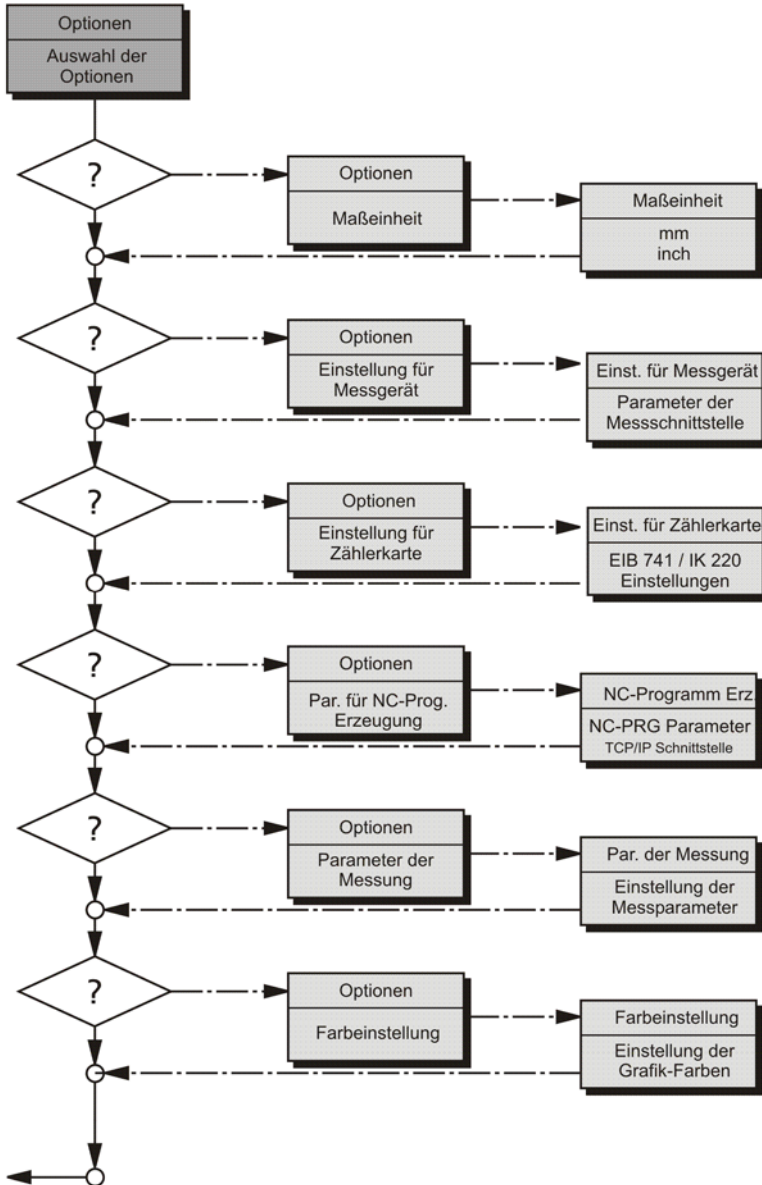 Optionen
Auswahl der
Optionen
?
Optionen
Maßeinheit
Maßeinheit
mm
inch
?
Optionen
Einstellung für
Messgerät
Einst. für Messgerät
Parameter der
Messschnittstelle
?
Optionen
Einstellung für
Zählerkarte
Einst. für Zählerkarte
EIB 741 / IK 220
Einstellungen
?
Optionen
Par. für NC-Prog.
Erzeugung
NC-Programm Erz.
NC-PRG Parameter
TCP/IP Schnittstelle
?
Optionen
Parameter der
Messung
Par. der Messung
Einstellung der
Messparameter
?
Optionen
Farbeinstellung
Farbeinstellung
Einstellung der
Grafik-Farben